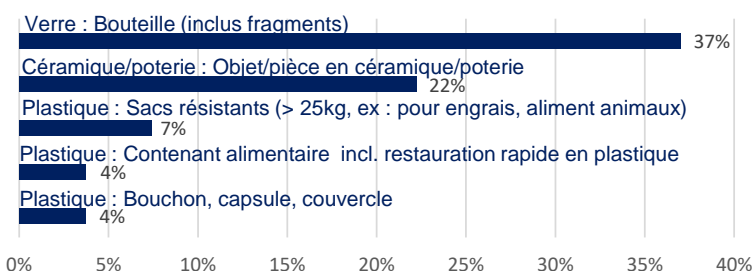 Verre : Bouteille (inclus fragments)
37%
Céramique/poterie : Objet/pièce en céramique/poterie
22%
Plastique : Sacs résistants (> 25kg, ex : pour engrais, aliment animaux)
7%
Plastique : Contenant alimentaire incl. restauration rapide en plastique
4%
Plastique : Bouchon, capsule, couvercle
4%
0% 5% 10% 15% 20% 25% 30% 35% 40%